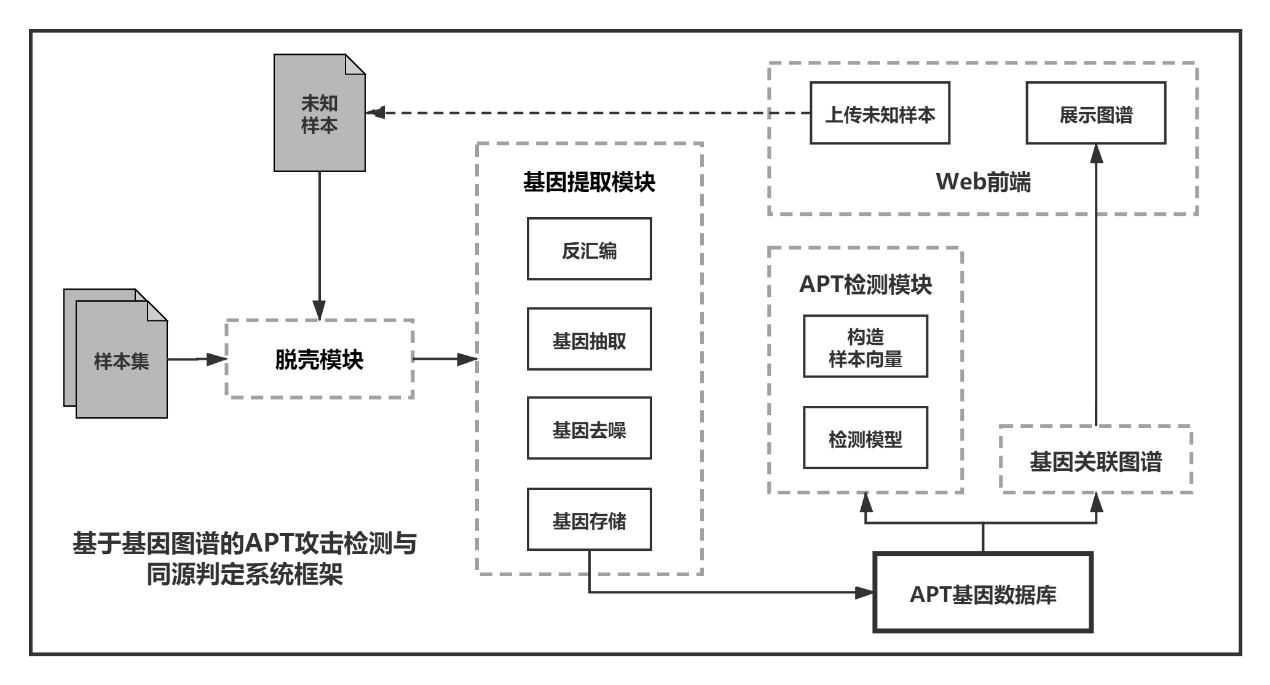 未知
样本
上传未知样本
展示图谱
Web前端
基因提取模块
反汇编
基因抽取
基因去噪
基因存储
样本集
脱壳模块
APT检测模块
构造
样本向量
检测模型
基因关联图谱
APT基因数据库
基于基因图谱的APT攻击检测与
同源判定系统框架